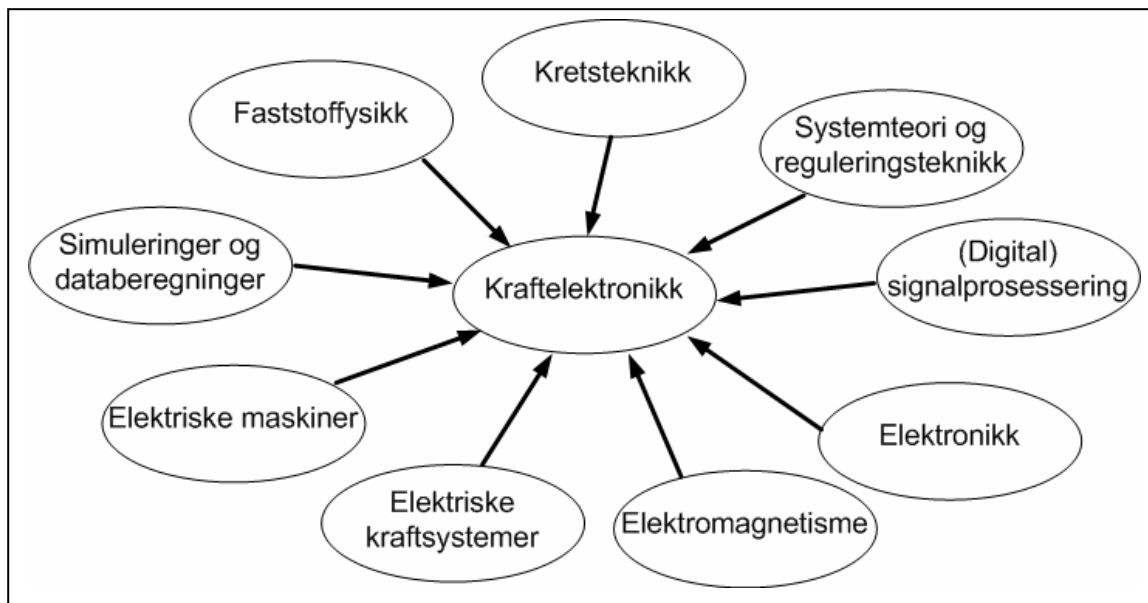 Kretsteknikk
Faststoffysikk
Systemteori og
reguleringsteknikk
Simuleringer og
databeregninger
(Digital)
signalprosessering
Kraftelektronikk
Elektriske maskiner
Elektronikk
Elektriske
kraftsystemer
Elektromagnetisme